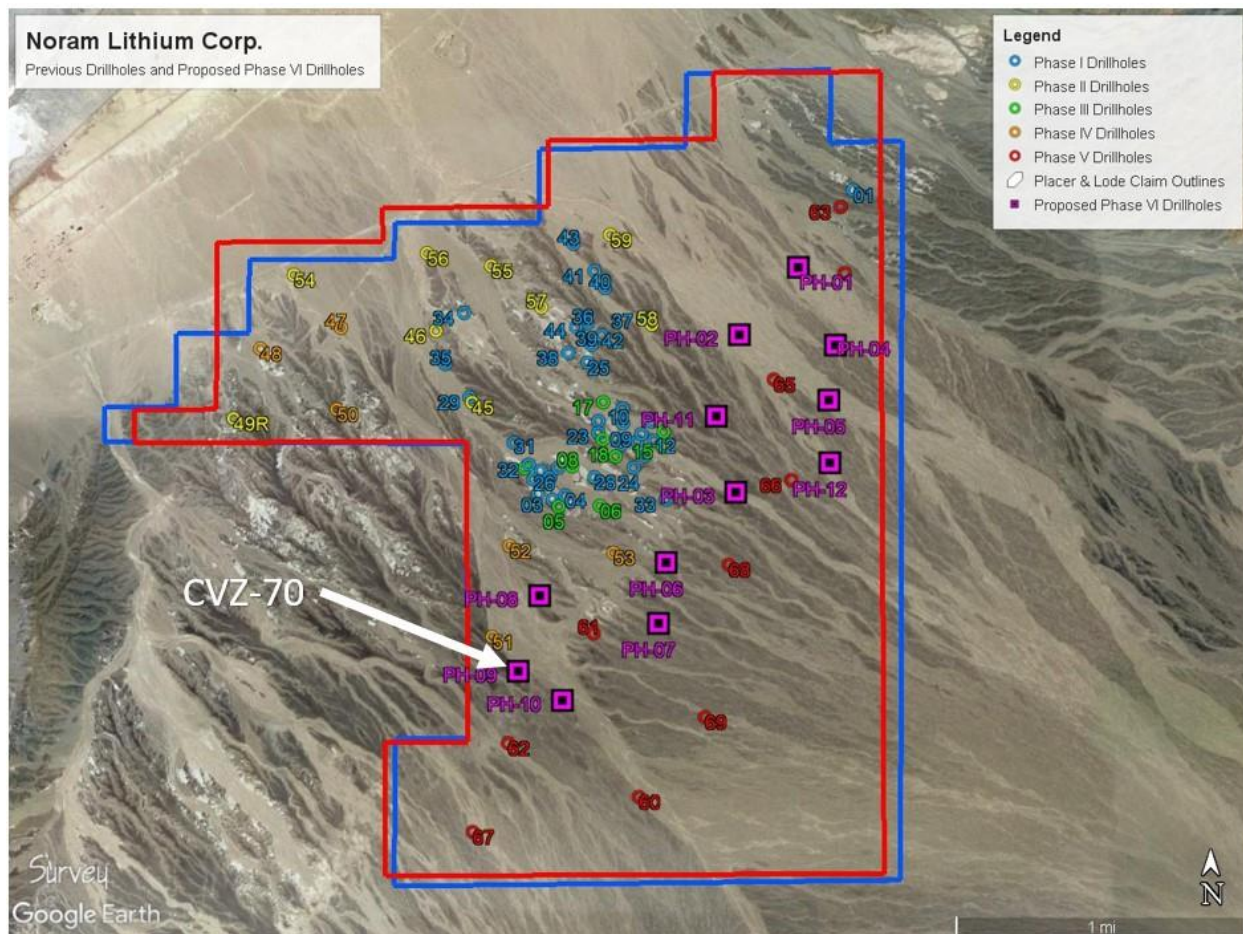 Noram Lithium Corp.
Previous Drillholes and Proposed Phase VI Drillholes
Legend
Phase I Drillholes
Phase II Drillholes
Phase III Drillholes
Phase IV Drillholes
Phase V Drillholes
Placer & Lode Claim Outlines
Proposed Phase VI Drillholes
01
63
43
59
56
55
54
41
40
PH-01
57
34
36
37
58
47
46
44
39
42
PH-02
PH-04
48
38
35
25
65
29
45
17
10
PH-11
PH-05
49R
50
31
23
09
12
18
15
32
08
26
28
24
66
PH-12
03
04
33
PH-03
05
06
52
53
68
PH-06
CVZ-70
PH-08
61
PH-07
51
PH-09
PH-10
69
62
60
67
Survey
Google Earth
N
1 mi